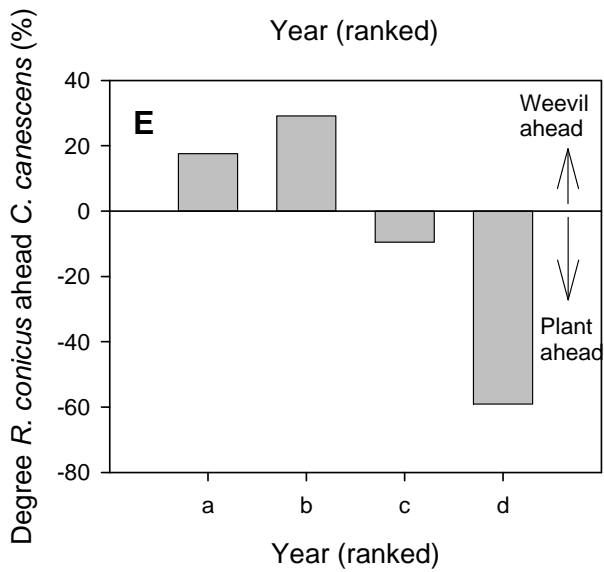 Year (ranked)
Degree R. conicus ahead C. canescens (%)
E
40
20
0
-20
-40
-60
-80
Weevil
ahead
Plant
ahead
a b c d
Year (ranked)